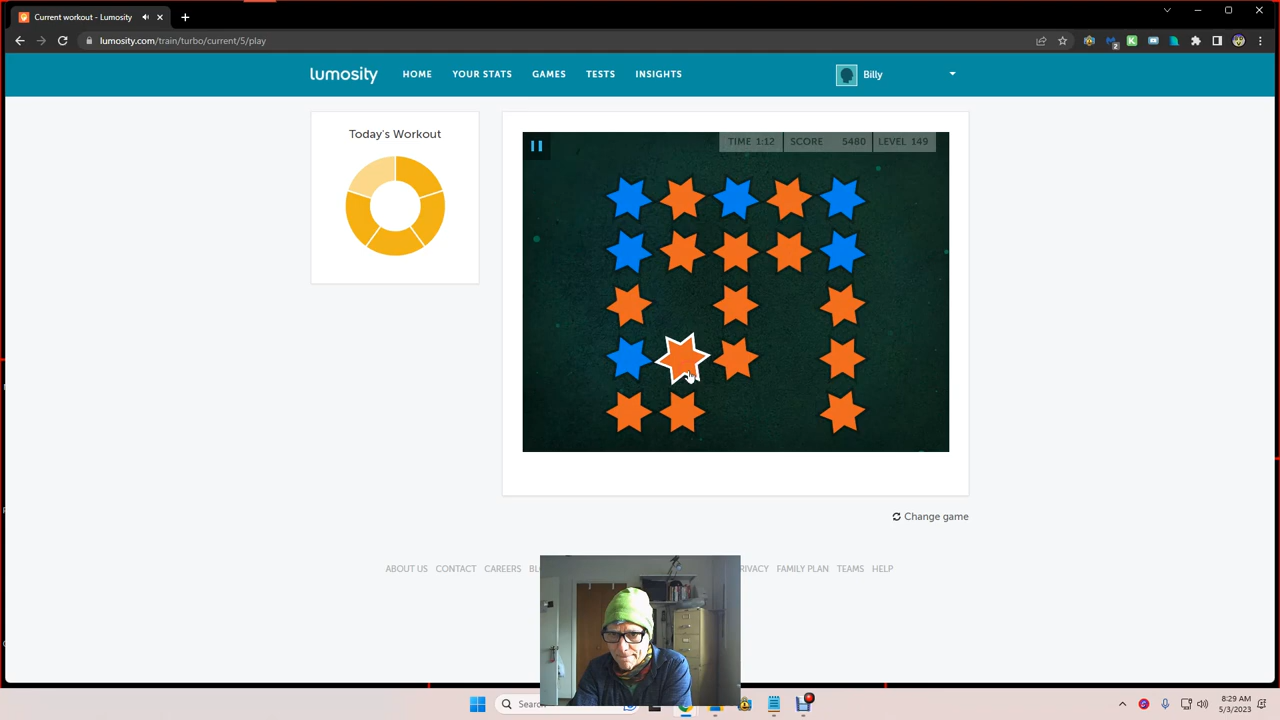 Current workout - Lumosity
lumosity.com/train/turbo/current/5/play
2
lumosity
HOME
YOUR STATS
GAMES
TESTS
INSIGHTS
Billy
Today's Workout
TIME 1:12
SCORE 5480
LEVEL 149
Change game
ABOUT US
CONTACT
CAREERS
FAMILY PLAN
TEAMS
HELP
8:29 AM
5/3/2023